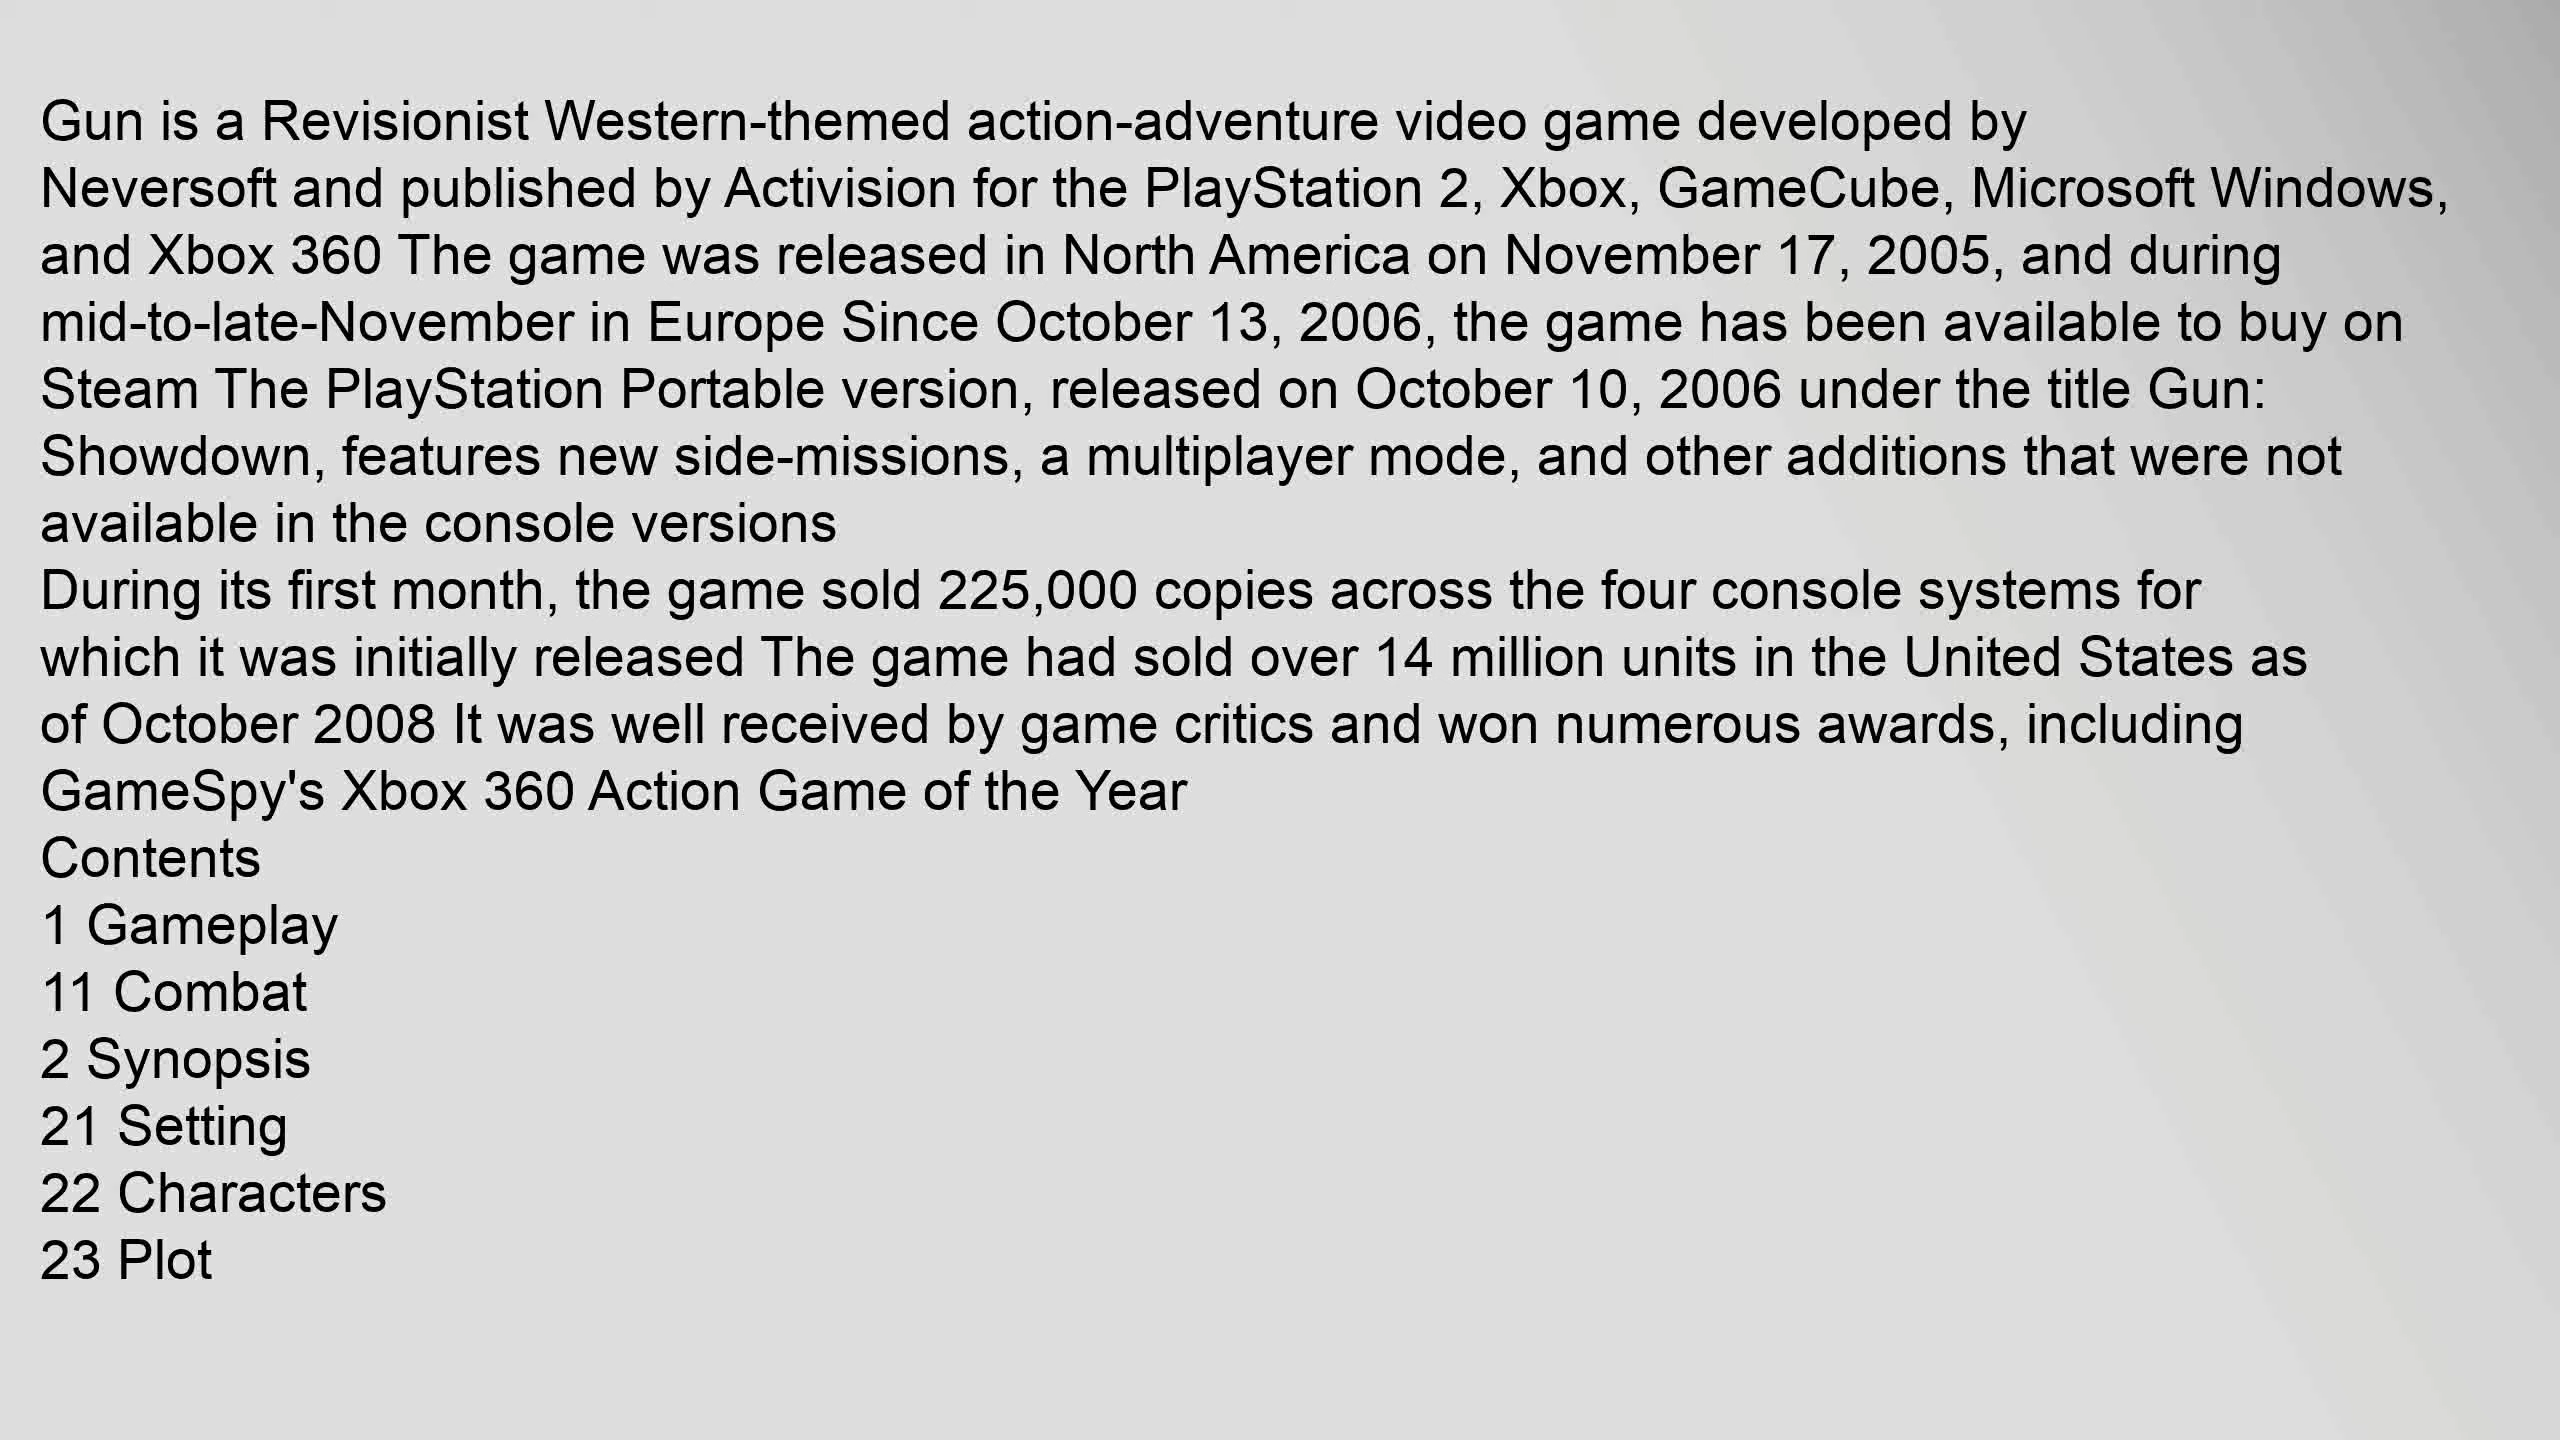 Gun is a Revisionist Western-themed action-adventure video game developed by
Neversoft and published by Activision for the PlayStation 2, Xbox, GameCube, Microsoft Windows,
and Xbox 360 The game was released in North America on November 17, 2005, and during
mid-to-late-November in Europe Since October 13, 2006, the game has been available to buy on
Steam The PlayStation Portable version, released on October 10, 2006 under the title Gun:
Showdown, features new side-missions, a multiplayer mode, and other additions that were not
available in the console versions
During its first month, the game sold 225,000 copies across the four console systems for
which it was initially released The game had sold over 14 million units in the United States as
of October 2008 It was well received by game critics and won numerous awards, including
GameSpy's Xbox 360 Action Game of the Year
Contents
1 Gameplay
11 Combat
2 Synopsis
21 Setting
22 Characters
23 Plot